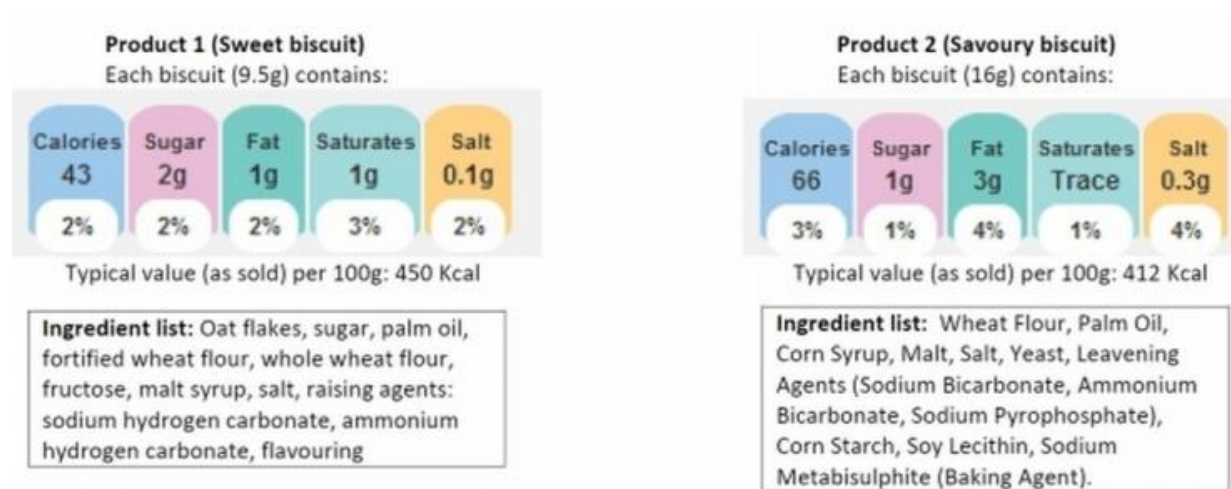 Product 1 (Sweet biscuit)
Each biscuit (9.5g) contains:
Calories Sugar Fat Saturates Salt
43 2g 1g 1g 0.1g
2% 2% 2% 3% 2%
Typical value (as sold) per 100g: 450 Kcal
Ingredient list: Oat flakes, sugar, palm oil,
fortified wheat flour, whole wheat flour,
fructose, malt syrup, salt, raising agents:
sodium hydrogen carbonate, ammonium
hydrogen carbonate, flavouring
Product 2 (Savoury biscuit)
Each biscuit (16g) contains:
Calories Sugar Fat Saturates Salt
66 1g 3g Trace 0.3g
3% 1% 4% 1% 4%
Typical value (as sold) per 100g: 412 Kcal
Ingredient list: Wheat Flour, Palm Oil,
Corn Syrup, Malt, Salt, Yeast, Leavening
Agents (Sodium Bicarbonate, Ammonium
Bicarbonate, Sodium Pyrophosphate),
Corn Starch, Soy Lecithin, Sodium
Metabisulphite (Baking Agent).